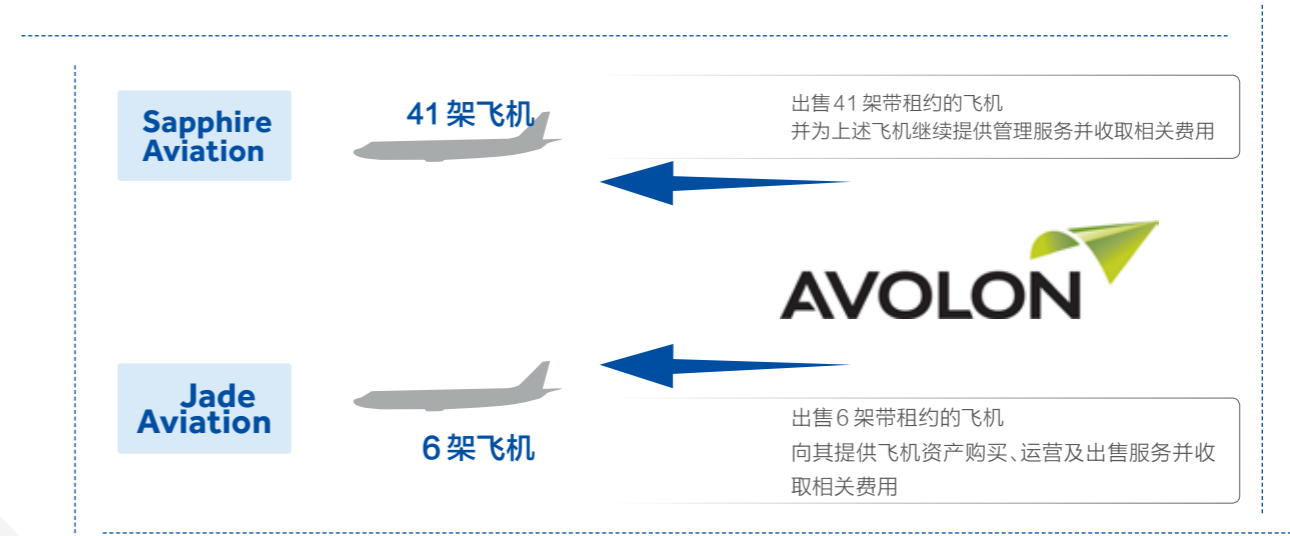 Sapphire
Aviation
41架飞机
出售41架带租约的飞机
并为上述飞机继续提供管理服务并收取相关费用
AVOLON
Jade
Aviation
6架飞机
出售6架带租约的飞机
向其提供飞机资产购买、运营及出售服务并收
取相关费用